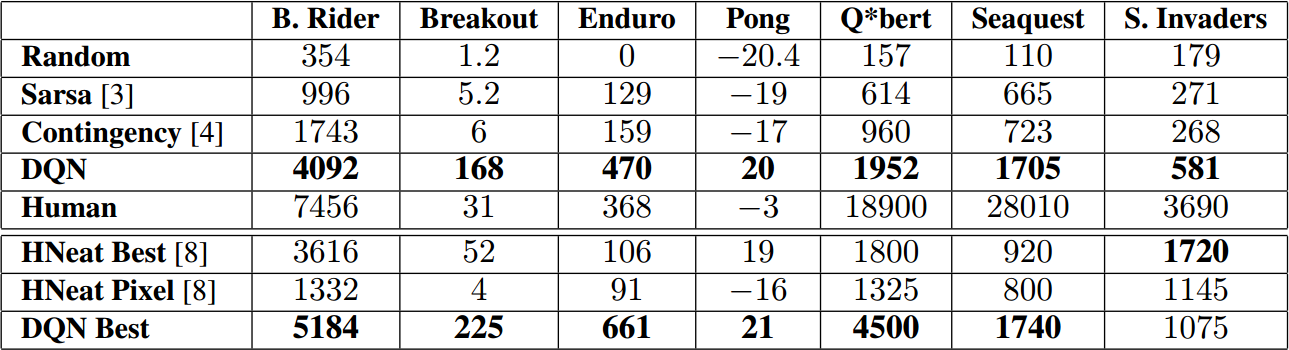 B. Rider Breakout Enduro Pong Q*bert Seaquest S. Invaders
Random 354 1.2 0 −20.4 157 110 179
Sarsa [3] 996 5.2 129 −19 614 665 271
Contingency [4] 1743 6 159 −17 960 723 268
DQN 4092 168 470 20 1952 1705 581
Human 7456 31 368 −3 18900 28010 3690
HNeat Best [8] 3616 52 106 19 1800 920 1720
HNeat Pixel [8] 1332 4 91 −16 1325 800 1145
DQN Best 5184 225 661 21 4500 1740 1075